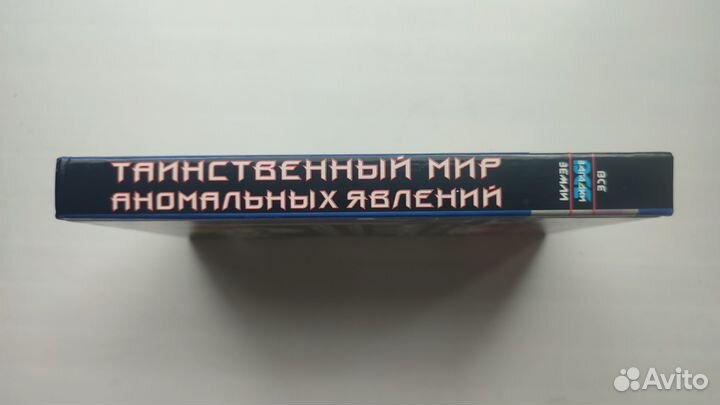 ТАИНСТВЕННЫЙ МИР
АНОМАЛЬНЫХ ЯВЛЕНИЙ
ВСЕ
ЗАГАДКИ
ЗЕМЛИ
Avito